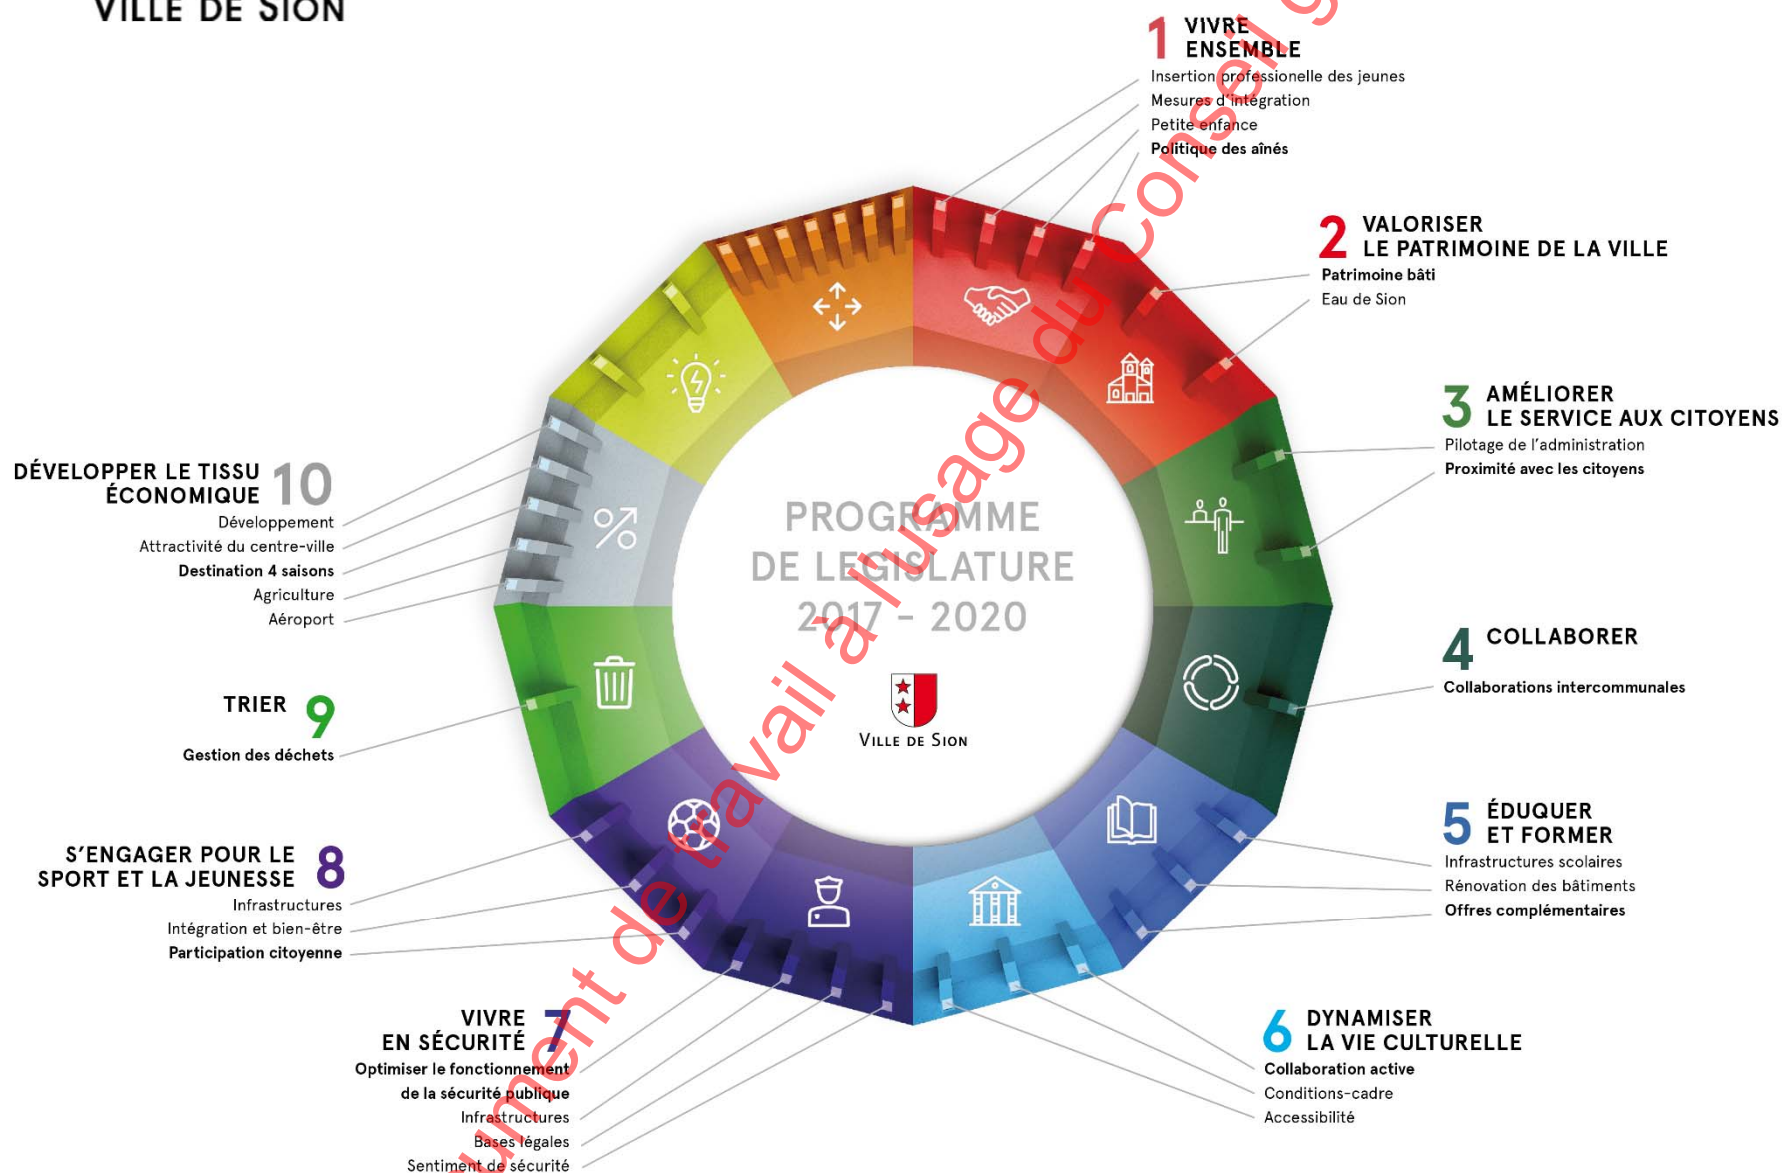 VILLE DE SION
1 VIVRE
ENSEMBLE
Insertion professionelle des jeunes
Mesures d'intégration
Petite enfance
Politique des aînés
2 VALORISER
LE PATRIMOINE DE LA VILLE
Patrimoine bâti
Eau de Sion
3 AMÉLIORER
LE SERVICE AUX CITOYENS
Pilotage de l'administration
Proximité avec les citoyens
4 COLLABORER
Collaborations intercommunales
5 ÉDUQUER
ET FORMER
Infrastructures scolaires
Rénovation des bâtiments
Offres complémentaires
6 DYNAMISER
LA VIE CULTURELLE
Collaboration active
Conditions-cadre
Accessibilité
VIVRE 7
EN SÉCURITÉ
Optimiser le fonctionnement
de la sécurité publique
Infrastructures
Bases légales
Sentiment de sécurité
S'ENGAGER POUR LE 8
SPORT ET LA JEUNESSE
Infrastructures
Intégration et bien-être
Participation citoyenne
TRIER 9
Gestion des déchets
DÉVELOPPER LE TISSU 10
ÉCONOMIQUE
Développement
Attractivité du centre-ville
Destination 4 saisons
Agriculture
Aéroport
PROGRAMME
DE LEGISLATURE
2017 - 2020
VILLE DE SION
de travail à l'usage du Conseil